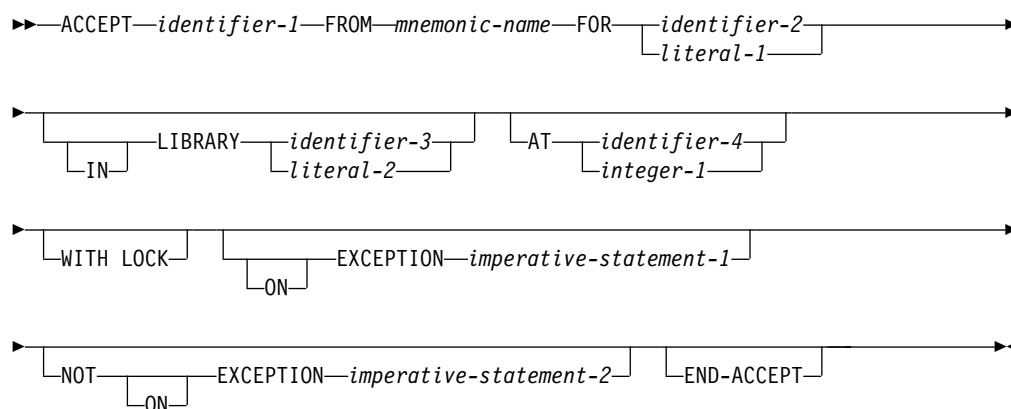 ACCEPT identifier-1 FROM mnemonic-name FOR identifier-2
literal-1
LIBRARY identifier-3 AT identifier-4
IN literal-2 integer-1
WITH LOCK EXCEPTION imperative-statement-1
ON
NOT EXCEPTION imperative-statement-2 END-ACCEPT
ON